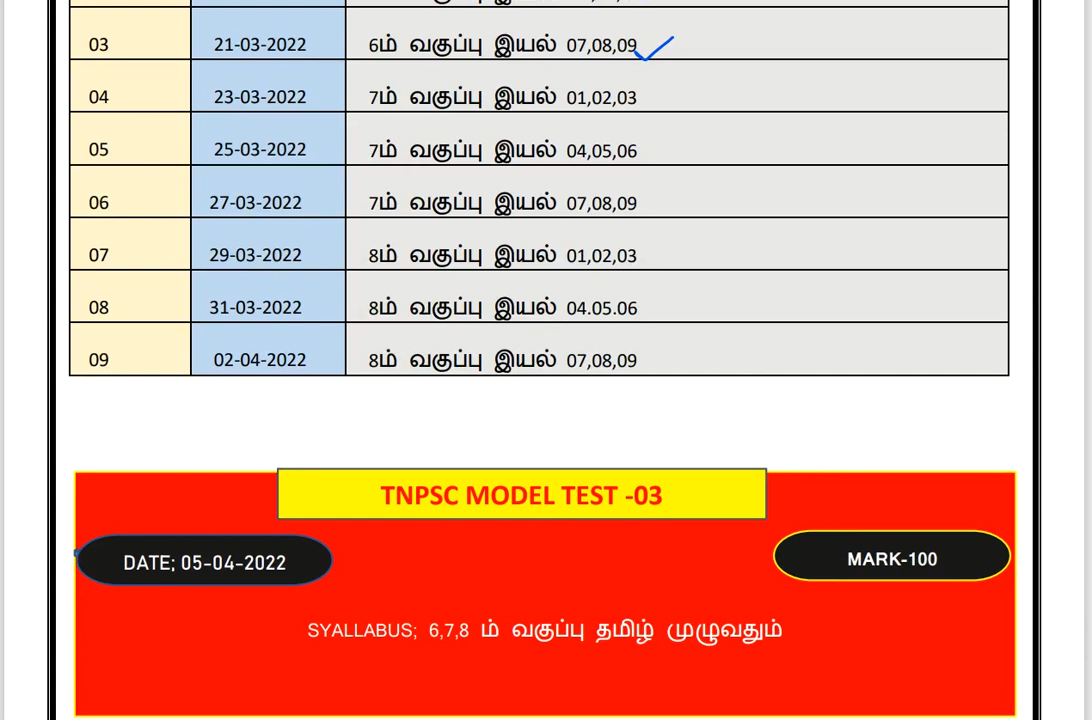 03 21-03-2022 6ம் வகுப்பு இயல் 07,08,09
04 23-03-2022 7ம் வகுப்பு இயல் 01,02,03
05 25-03-2022 7ம் வகுப்பு இயல் 04,05,06
06 27-03-2022 7ம் வகுப்பு இயல் 07,08,09
07 29-03-2022 8ம் வகுப்பு இயல் 01,02,03
08 31-03-2022 8ம் வகுப்பு இயல் 04.05.06
09 02-04-2022 8ம் வகுப்பு இயல் 07,08,09
TNPSC MODEL TEST -03
DATE; 05-04-2022 MARK-100
SYALLABUS; 6,7,8 ம் வகுப்பு தமிழ் முழுவதும்